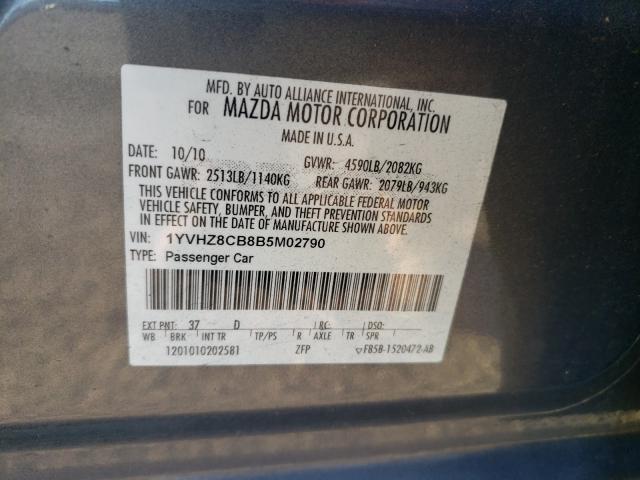 MFD. BY AUTO ALLIANCE INTERNATIONAL, INC.
FOR MAZDA MOTOR CORPORATION
MADE IN U.S.A.
DATE: 10/10 GVWR: 4590LB/2082KG
FRONT GAWR: 2513LB/1140KG REAR GAWR: 2079LB/943KG
THIS VEHICLE CONFORMS TO ALL APPLICABLE FEDERAL MOTOR
VEHICLE SAFETY, BUMPER, AND THEFT PREVENTION STANDARDS
IN EFFECT ON THE DATE OF MANUFACTURE SHOWN ABOVE.
VIN: 1YVHZ8CB8B5M02790
TYPE: Passenger Car
EXT PNT: 37 D RC: DSO:
WB BRK INT TR TP/PS R AXLE TR SPR
1201010202581 ZFP FB5B-1520472-AB